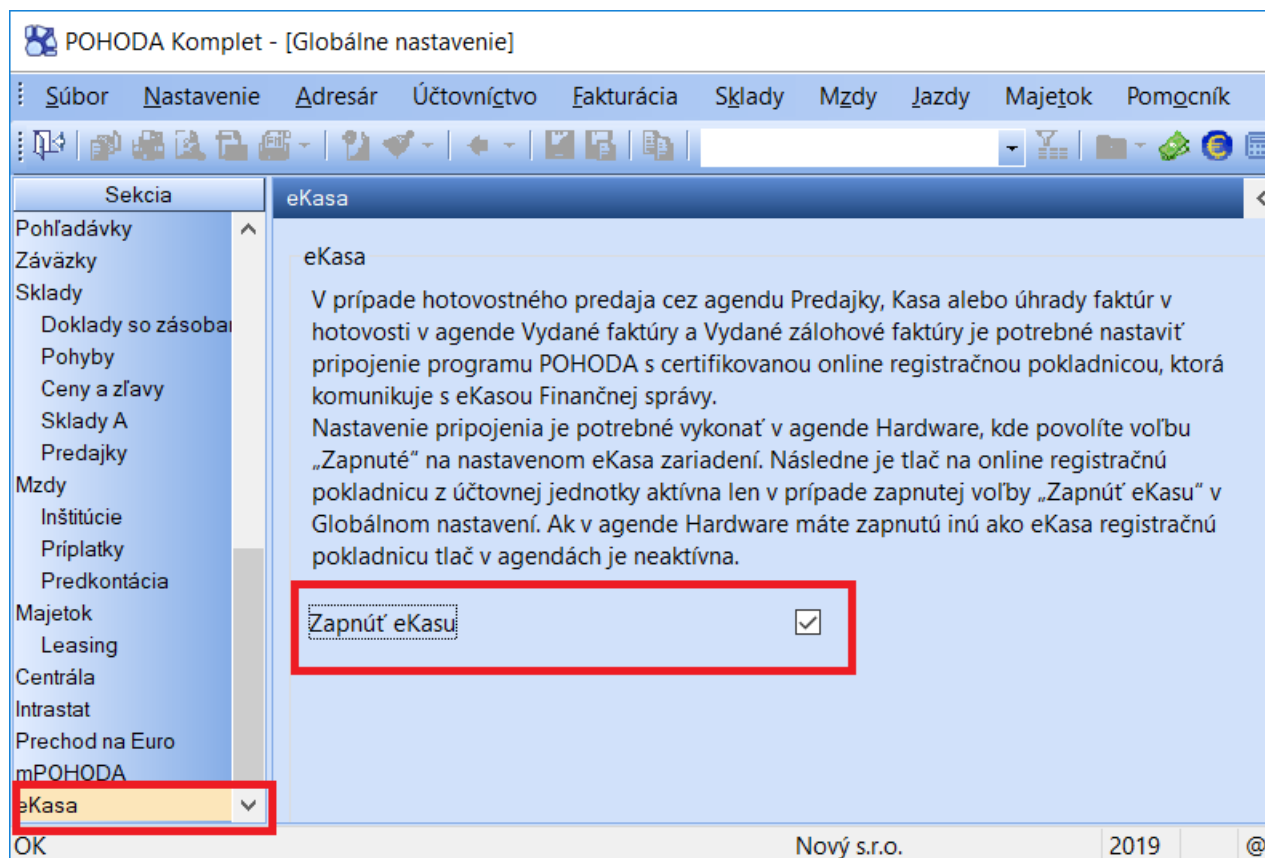 POHODA Komplet - [Globálne nastavenie]
Súbor Nastavenie Adresár Účtovníctvo Fakturácia Sklady Mzdy Jazdy Majetok Pomocník
Sekcia
eKasa
Pohľadávky
Záväzky
Sklady
Doklady so zásobai
Pohyby
Ceny a zľavy
Sklady A
Predajky
Mzdy
Inštitúcie
Príplatky
Predkontácia
Majetok
Leasing
Centrála
Intrastat
Prechod na Euro
mPOHODA
eKasa
eKasa
V prípade hotovostného predaja cez agendu Predajky, Kasa alebo úhrady faktúr v
hotovosti v agende Vydané faktúry a Vydané zálohové faktúry je potrebné nastaviť
pripojenie programu POHODA s certifikovanou online registračnou pokladnicou, ktorá
komunikuje s eKasou Finančnej správy.
Nastavenie pripojenia je potrebné vykonať v agende Hardware, kde povolíte voľbu
„Zapnuté“ na nastavenom eKasa zariadení. Následne je tlač na online registračnú
pokladnicu z účtovnej jednotky aktívna len v prípade zapnutej voľby „Zapnúť eKasu“ v
Globálnom nastavení. Ak v agende Hardware máte zapnutú inú ako eKasa registračnú
pokladnicu tlač v agendách je neaktívna.
Zapnúť eKasu
OK Nový s.r.o. 2019 @